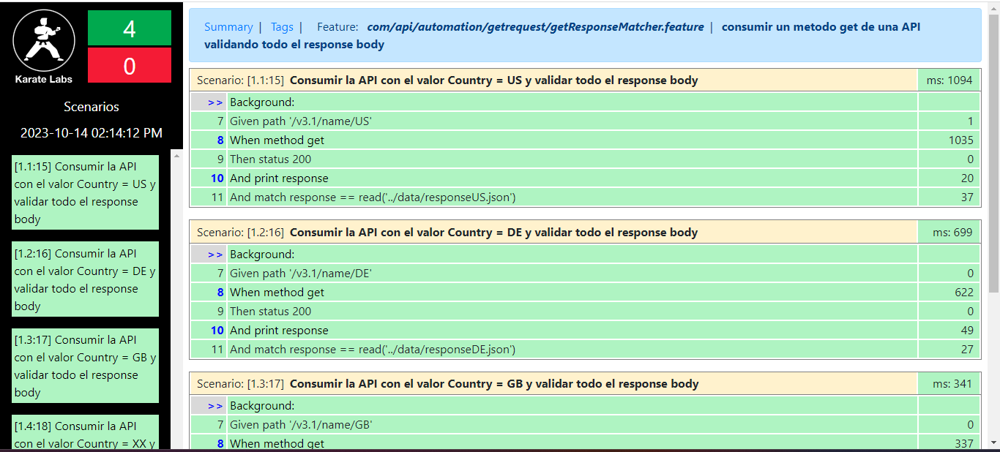 4
0
Karate Labs
Scenarios
2023-10-14 02:14:12 PM
[1.1:15] Consumir la API
con el valor Country = US y
validar todo el response
body
[1.2:16] Consumir la API
con el valor Country = DE y
validar todo el response
body
[1.3:17] Consumir la API
con el valor Country = GB y
validar todo el response
body
[1.4:18] Consumir la API
con el valor Country = XX y
Summary | Tags | Feature: com/api/automation/getrequest/getResponseMatcher.feature | consumir un metodo get de una API
validando todo el response body
Scenario: [1.1:15] Consumir la API con el valor Country = US y validar todo el response body ms: 1094
>> Background:
7 Given path '/v3.1/name/US' 1
8 When method get 1035
9 Then status 200 0
10 And print response 20
11 And match response == read('../data/responseUS.json') 37
Scenario: [1.2:16] Consumir la API con el valor Country = DE y validar todo el response body ms: 699
>> Background:
7 Given path '/v3.1/name/DE' 0
8 When method get 622
9 Then status 200 0
10 And print response 49
11 And match response == read('../data/responseDE.json') 27
Scenario: [1.3:17] Consumir la API con el valor Country = GB y validar todo el response body ms: 341
>> Background:
7 Given path '/v3.1/name/GB' 0
8 When method get 337